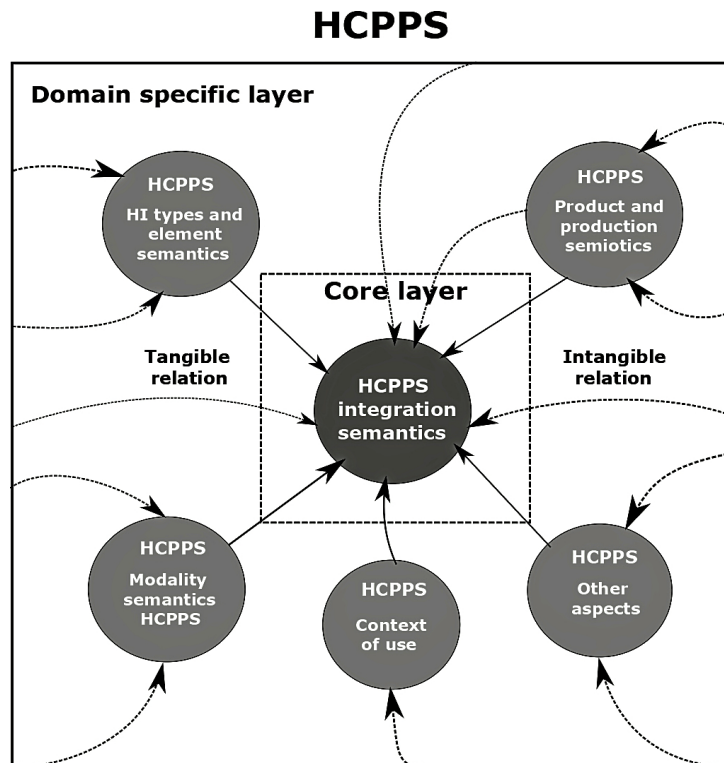 HCPPS
Domain specific layer
HCPPS
HI types and
element
semantics
HCPPS
Product and
production
semiotics
Core layer
Tangible
relation
Intangible
relation
HCPPS
integration
semantics
HCPPS
Modality
semantics
HCPPS
HCPPS
Context
of use
HCPPS
Other
aspects